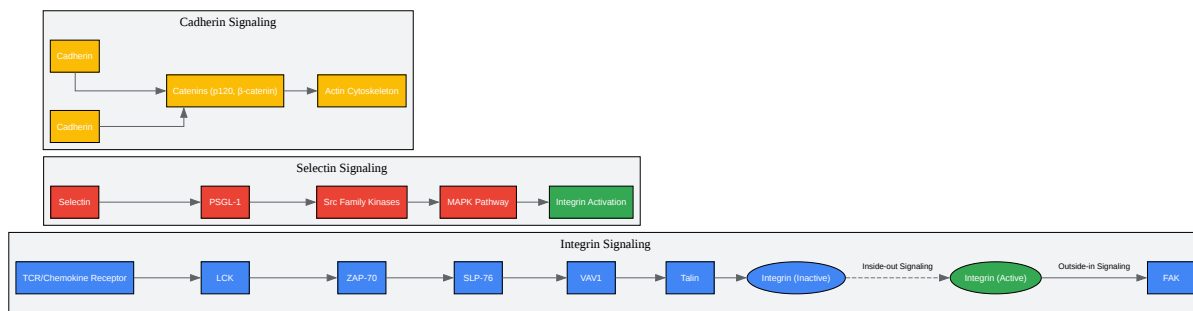 Cadherin Signaling
Cadherin
Catenins (p120, β-catenin)
Actin Cytoskeleton
Cadherin
Selectin Signaling
Selectin
PSGL-1
Src Family Kinases
MAPK Pathway
Integrin Activation
Integrin Signaling
TCR/Chemokine Receptor
LCK
ZAP-70
SLP-76
VAV1
Talin
Integrin (Inactive)
Inside-out Signaling
Integrin (Active)
Outside-in Signaling
FAK